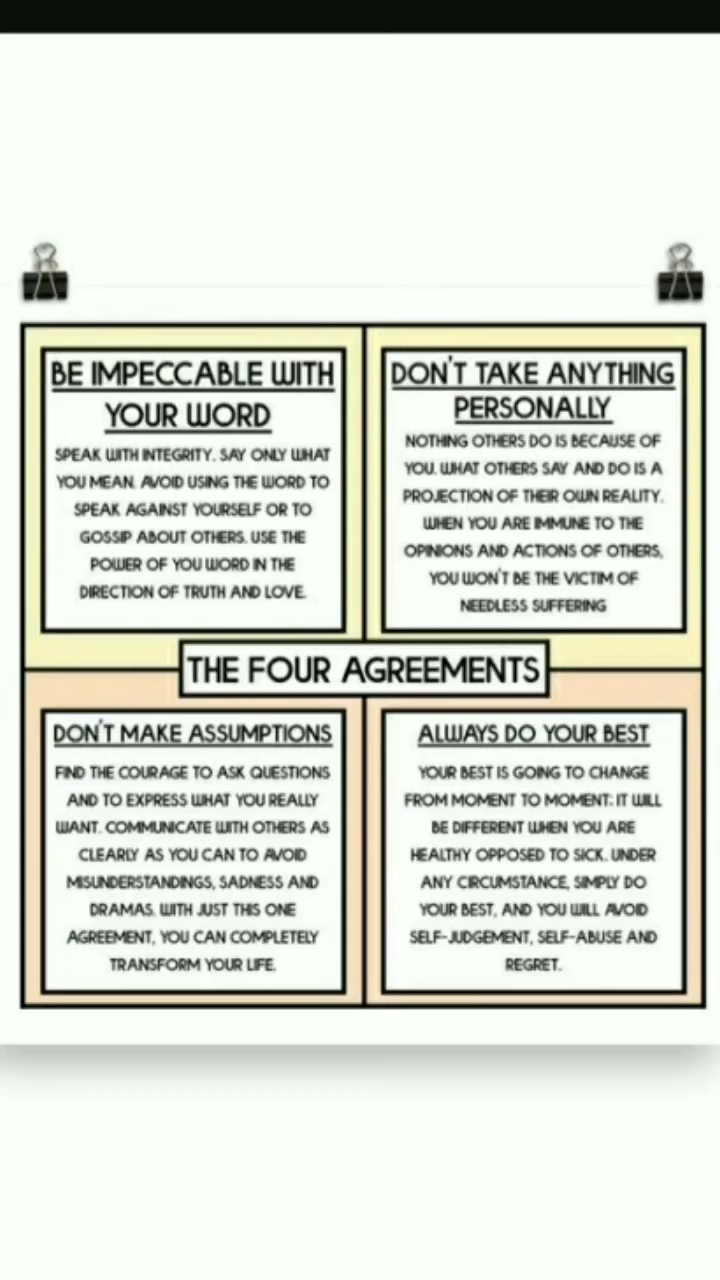 BE IMPECCABLE WITH
YOUR WORD
SPEAK WITH INTEGRITY. SAY ONLY WHAT
YOU MEAN. AVOID USING THE WORD TO
SPEAK AGAINST YOURSELF OR TO
GOSSIP ABOUT OTHERS. USE THE
POWER OF YOU WORD IN THE
DIRECTION OF TRUTH AND LOVE.
DON'T TAKE ANYTHING
PERSONALLY
NOTHING OTHERS DO IS BECAUSE OF
YOU. WHAT OTHERS SAY AND DO IS A
PROJECTION OF THEIR OWN REALITY.
WHEN YOU ARE IMMUNE TO THE
OPINIONS AND ACTIONS OF OTHERS,
YOU WON'T BE THE VICTIM OF
NEEDLESS SUFFERING
THE FOUR AGREEMENTS
DON'T MAKE ASSUMPTIONS
FIND THE COURAGE TO ASK QUESTIONS
AND TO EXPRESS WHAT YOU REALLY
WANT. COMMUNICATE WITH OTHERS AS
CLEARLY AS YOU CAN TO AVOID
MISUNDERSTANDINGS, SADNESS AND
DRAMAS. WITH JUST THIS ONE
AGREEMENT, YOU CAN COMPLETELY
TRANSFORM YOUR LIFE.
ALWAYS DO YOUR BEST
YOUR BEST IS GOING TO CHANGE
FROM MOMENT TO MOMENT; IT WILL
BE DIFFERENT WHEN YOU ARE
HEALTHY OPPOSED TO SICK. UNDER
ANY CIRCUMSTANCE, SIMPLY DO
YOUR BEST, AND YOU WILL AVOID
SELF-JUDGEMENT, SELF-ABUSE AND
REGRET.